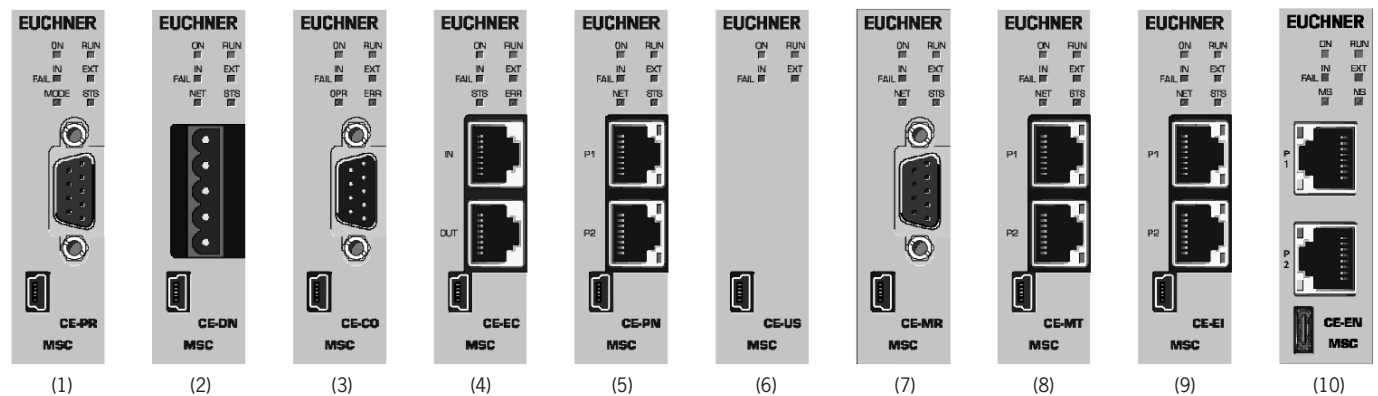 EUCHNER
ON RUN
IN EXT
FAIL
MODE STS
CE-PR
MSC
(1)
EUCHNER
ON RUN
IN EXT
FAIL
NET STS
CE-DN
MSC
(2)
EUCHNER
ON RUN
IN EXT
FAIL
OPR ERR
CE-CO
MSC
(3)
EUCHNER
ON RUN
IN EXT
FAIL
STS ERR
IN
OUT
CE-EC
MSC
(4)
EUCHNER
ON RUN
IN EXT
FAIL
NET STS
P1
P2
CE-PN
MSC
(5)
EUCHNER
ON RUN
IN EXT
FAIL
CE-US
MSC
(6)
EUCHNER
ON RUN
IN EXT
FAIL
NET STS
CE-MR
MSC
(7)
EUCHNER
ON RUN
IN EXT
FAIL
NET STS
P1
P2
CE-MT
MSC
(8)
EUCHNER
ON RUN
IN EXT
FAIL
NET STS
P1
P2
CE-EI
MSC
(9)
EUCHNER
ON RUN
IN EXT
FAIL
MS NS
P
1
P
2
CE-EN
MSC
(10)